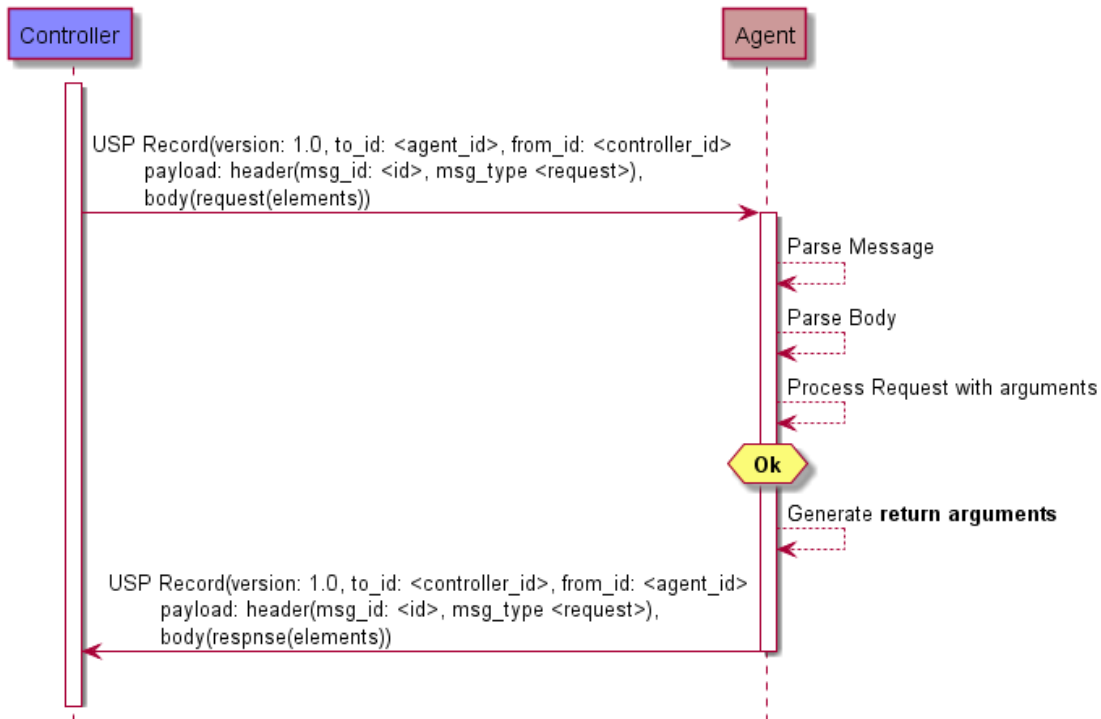 Controller
Agent
USP Record(version: 1.0, to_id: <agent_id>, from_id: <controller_id>
payload: header(msg_id: <id>, msg_type <request>),
body(request(elements))
Parse Message
Parse Body
Process Request with arguments
Ok
Generate return arguments
USP Record(version: 1.0, to_id: <controller_id>, from_id: <agent_id>
payload: header(msg_id: <id>, msg_type <request>),
body(respnse(elements))